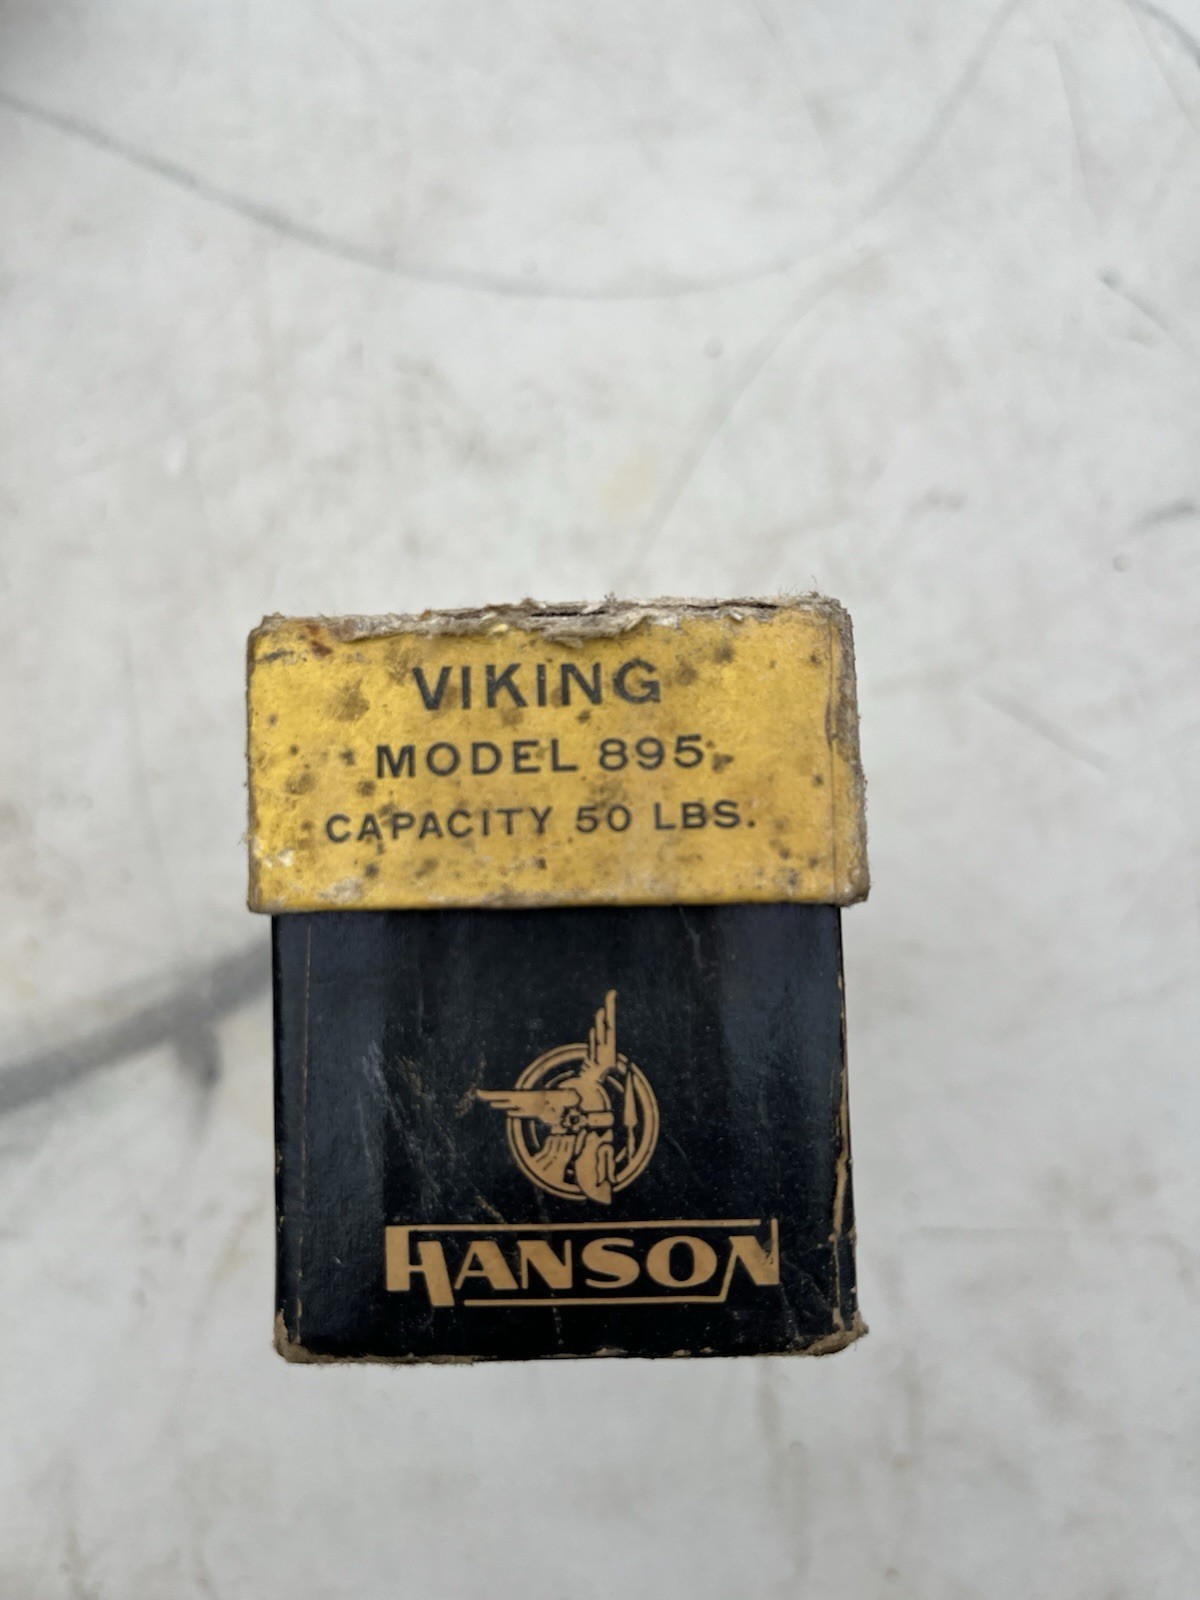 VIKING
MODEL 895
CAPACITY 50 LBS.
HANSON